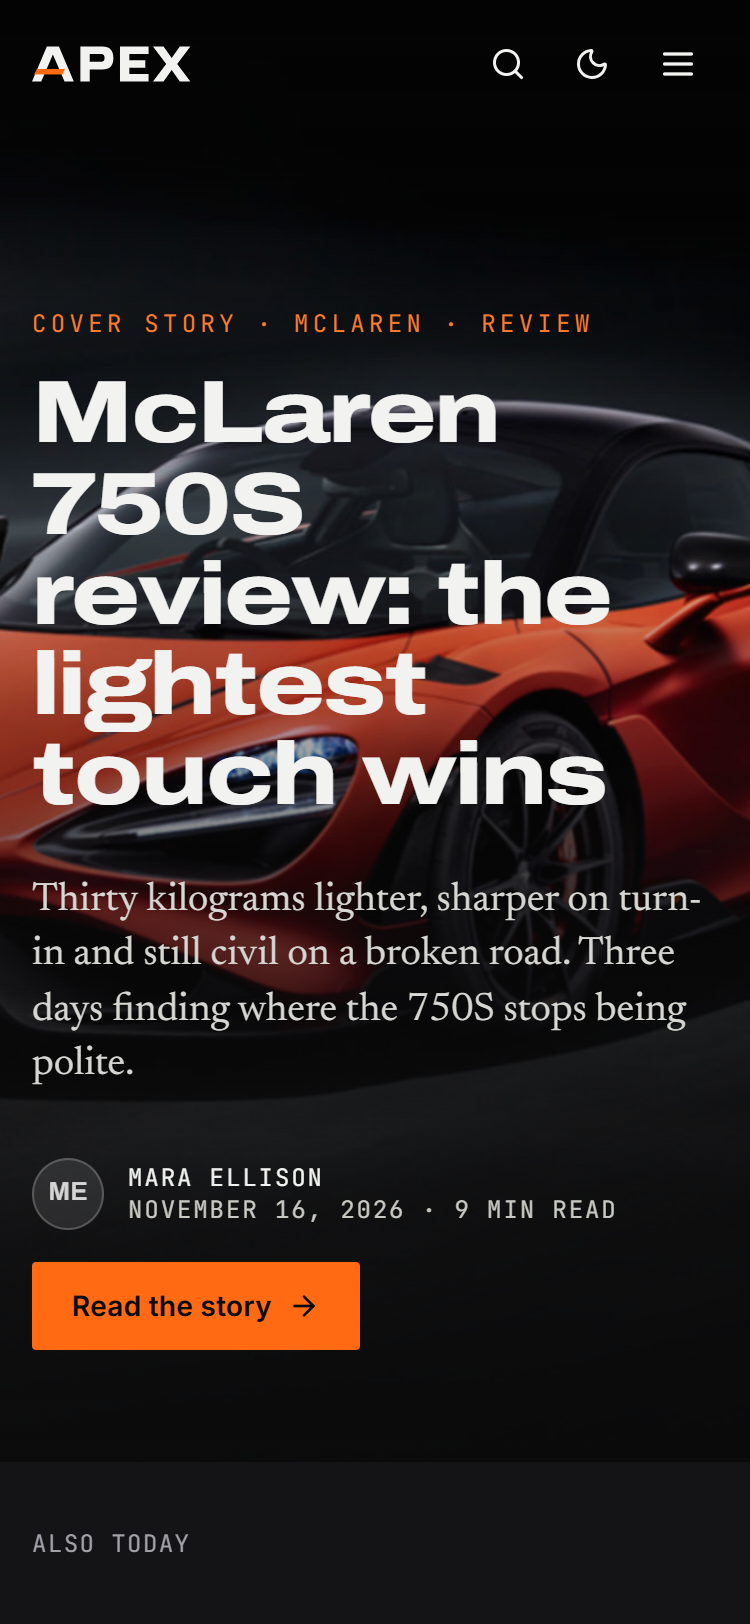 APEX
COVER STORY · MCLAREN · REVIEW
McLaren
750S
review: the
lightest
touch wins
Thirty kilograms lighter, sharper on turn-
in and still civil on a broken road. Three
days finding where the 750S stops being
polite.
ME
MARA ELLISON
NOVEMBER 16, 2026 · 9 MIN READ
Read the story →
ALSO TODAY